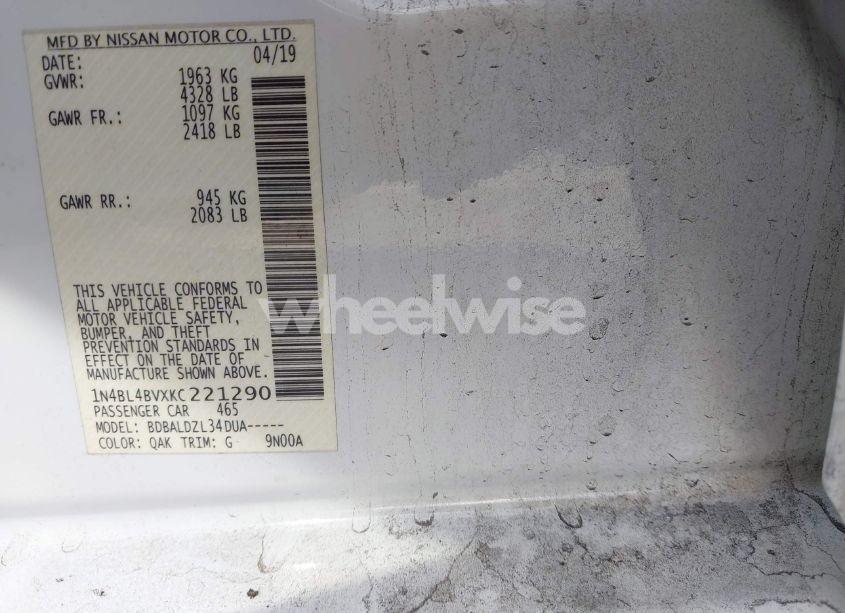 MFD BY NISSAN MOTOR CO., LTD.
DATE: 04/19
GVWR: 1963 KG
4328 LB
GAWR FR.: 1097 KG
2418 LB
GAWR RR.: 945 KG
2083 LB
THIS VEHICLE CONFORMS TO
ALL APPLICABLE FEDERAL
MOTOR VEHICLE SAFETY,
BUMPER, AND THEFT
PREVENTION STANDARDS IN
EFFECT ON THE DATE OF
MANUFACTURE SHOWN ABOVE.
1N4BL4BVXKC221290
PASSENGER CAR 465
MODEL: BDBALDZL34DUA-----
COLOR: QAK TRIM: G 9N00A
wheelwise